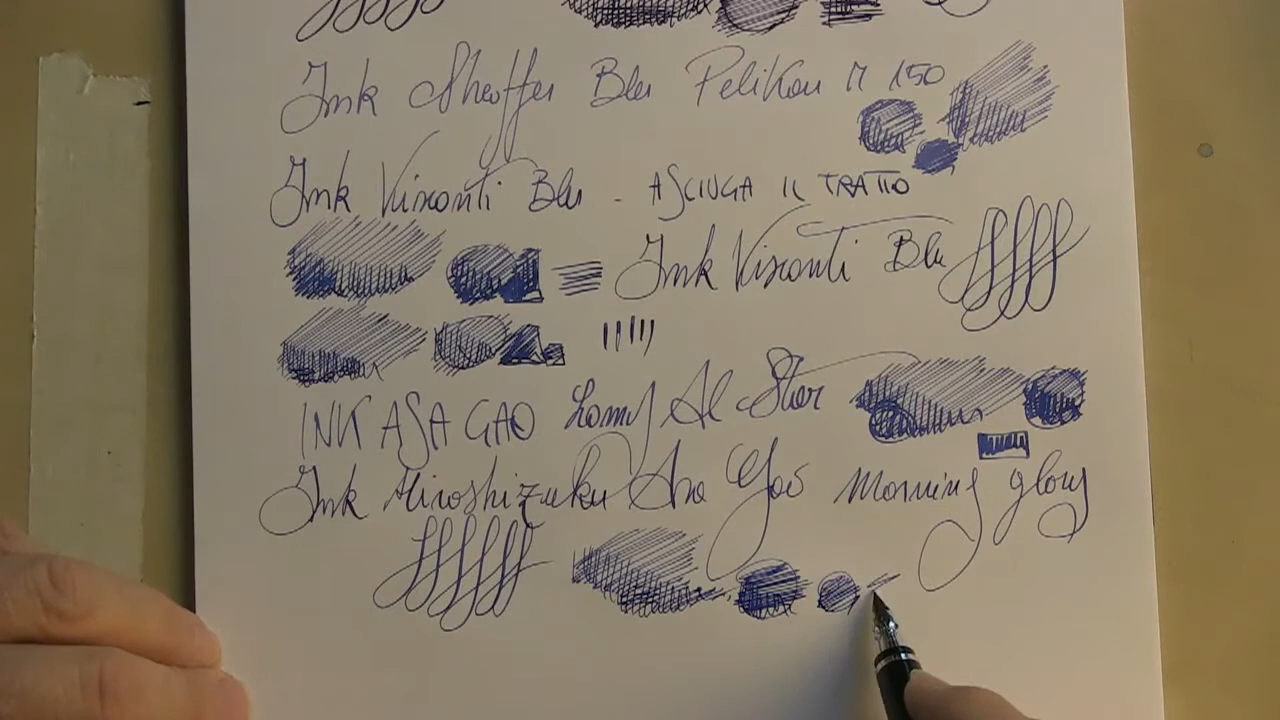 Ink Sheaffer Blu Pelikan M 150
Ink Visconti Blu - ASCIUGA IL TRATTO
Ink Visconti Blu
INK ASA GAO Lamy Al Star
Ink Hiroshizuku Asa Gao Morning glory